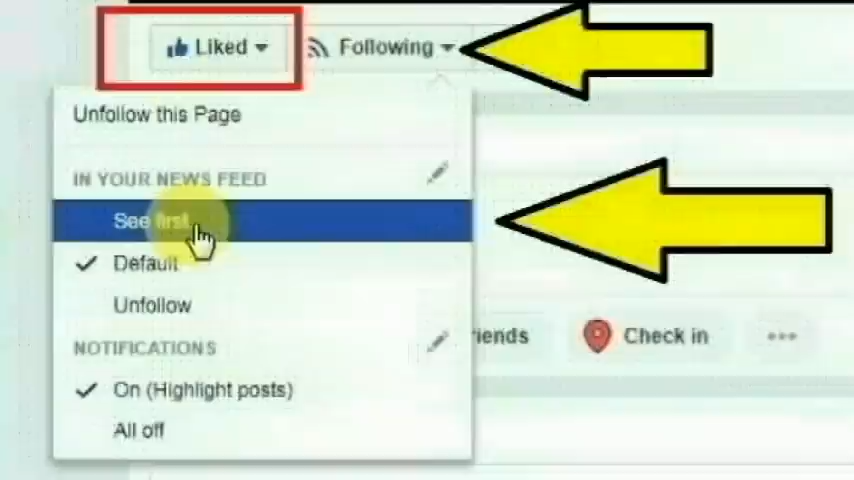 Liked
Following
Unfollow this Page
IN YOUR NEWS FEED
See first
Default
Unfollow
NOTIFICATIONS
On (Highlight posts)
All off
riends
Check in